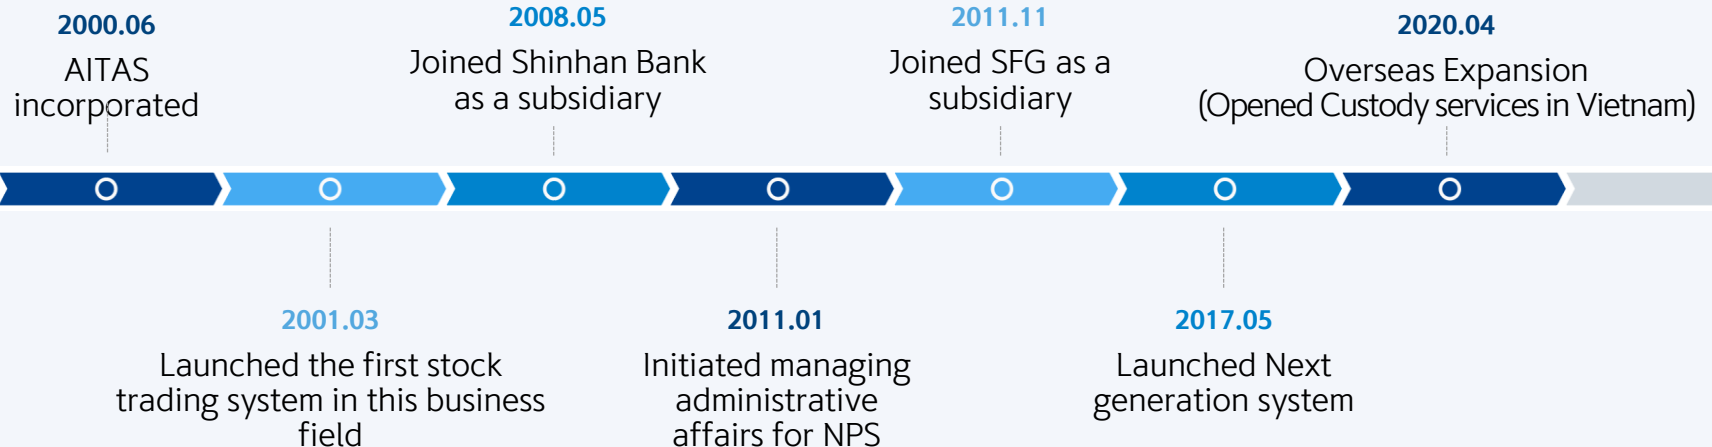 2000.06
AITAS
incorporated
2008.05
Joined Shinhan Bank
as a subsidiary
2011.11
Joined SFG as a
subsidiary
2020.04
Overseas Expansion
(Opened Custody services in Vietnam)
2001.03
Launched the first stock
trading system in this business
field
2011.01
Initiated managing
administrative
affairs for NPS
2017.05
Launched Next
generation system